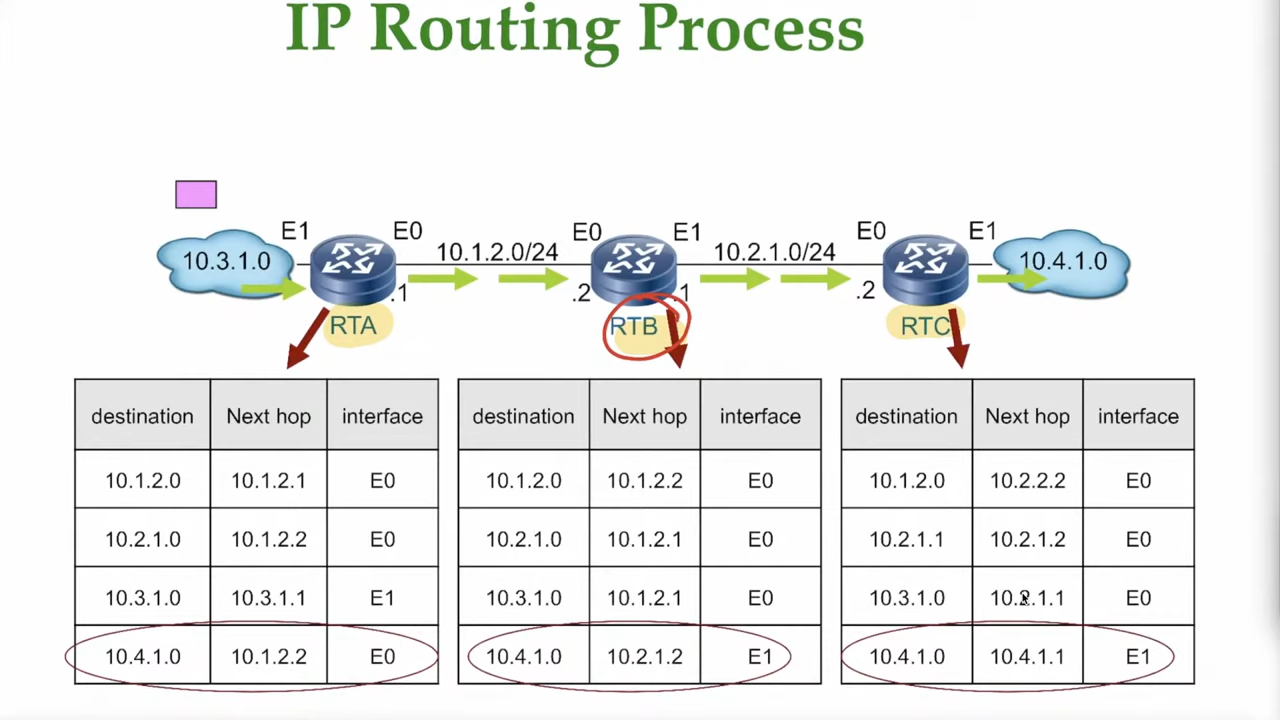 IP Routing Process
E1 E0 E0 E1 E0 E1
10.3.1.0 10.1.2.0/24 10.2.1.0/24 10.4.1.0
.1 .2 .1 .2
RTA RTB RTC
destination Next hop interface destination Next hop interface destination Next hop interface
10.1.2.0 10.1.2.1 E0 10.1.2.0 10.1.2.2 E0 10.1.2.0 10.2.2.2 E0
10.2.1.0 10.1.2.2 E0 10.2.1.0 10.1.2.1 E0 10.2.1.1 10.2.1.2 E0
10.3.1.0 10.3.1.1 E1 10.3.1.0 10.1.2.1 E0 10.3.1.0 10.2.1.1 E0
10.4.1.0 10.1.2.2 E0 10.4.1.0 10.2.1.2 E1 10.4.1.0 10.4.1.1 E1